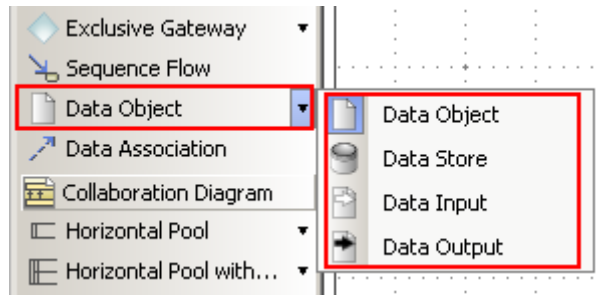 Exclusive Gateway
Sequence Flow
Data Object
Data Association
Collaboration Diagram
Horizontal Pool
Horizontal Pool with...
Data Object
Data Store
Data Input
Data Output